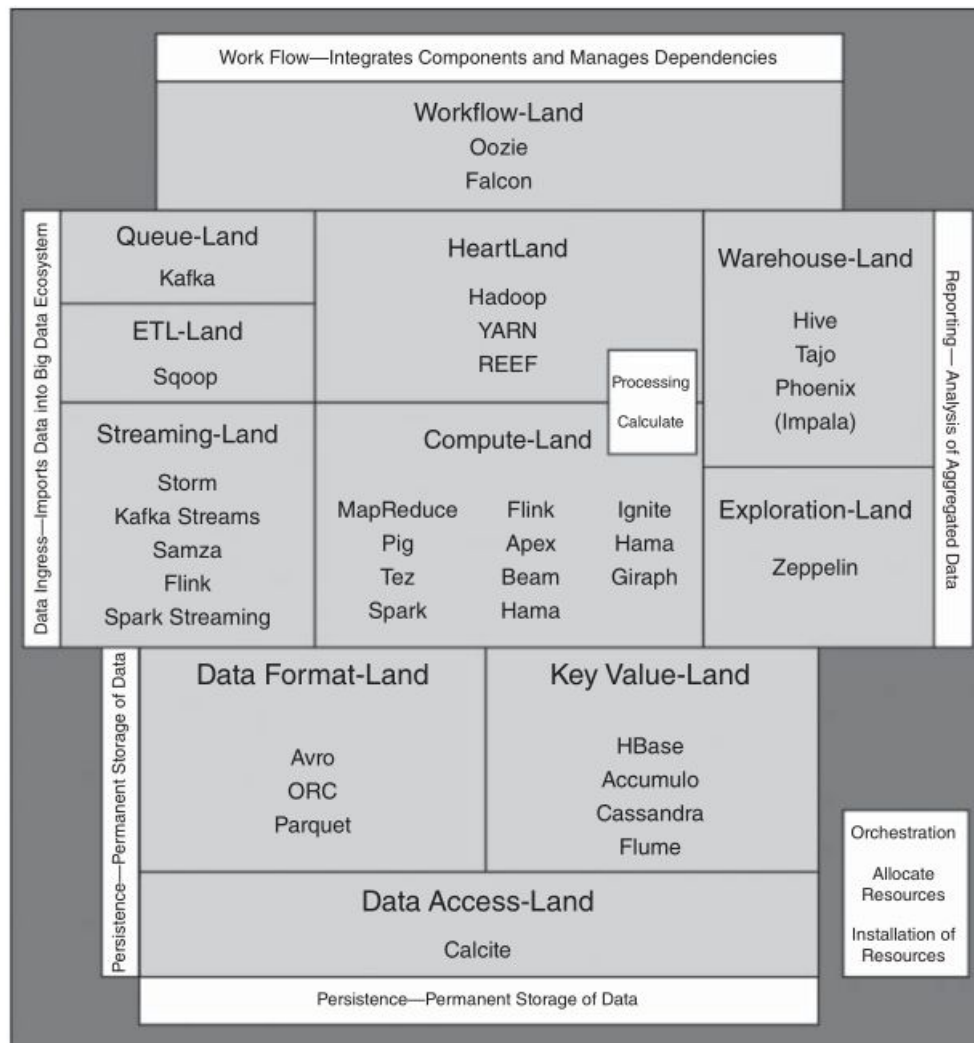 Work Flow—Integrates Components and Manages Dependencies
Workflow-Land
Oozie
Falcon
Data Ingress—Imports Data into Big Data Ecosystem
Queue-Land
Kafka
ETL-Land
Sqoop
Streaming-Land
Storm
Kafka Streams
Samza
Flink
Spark Streaming
HeartLand
Hadoop
YARN
REEF
Processing
Calculate
Compute-Land
MapReduce
Pig
Tez
Spark
Flink
Apex
Beam
Hama
Ignite
Hama
Giraph
Warehouse-Land
Hive
Tajo
Phoenix
(Impala)
Exploration-Land
Zeppelin
Reporting—Analysis of Aggregated Data
Persistence—Permanent Storage of Data
Data Format-Land
Avro
ORC
Parquet
Key Value-Land
HBase
Accumulo
Cassandra
Flume
Data Access-Land
Calcite
Persistence—Permanent Storage of Data
Orchestration
Allocate
Resources
Installation of
Resources